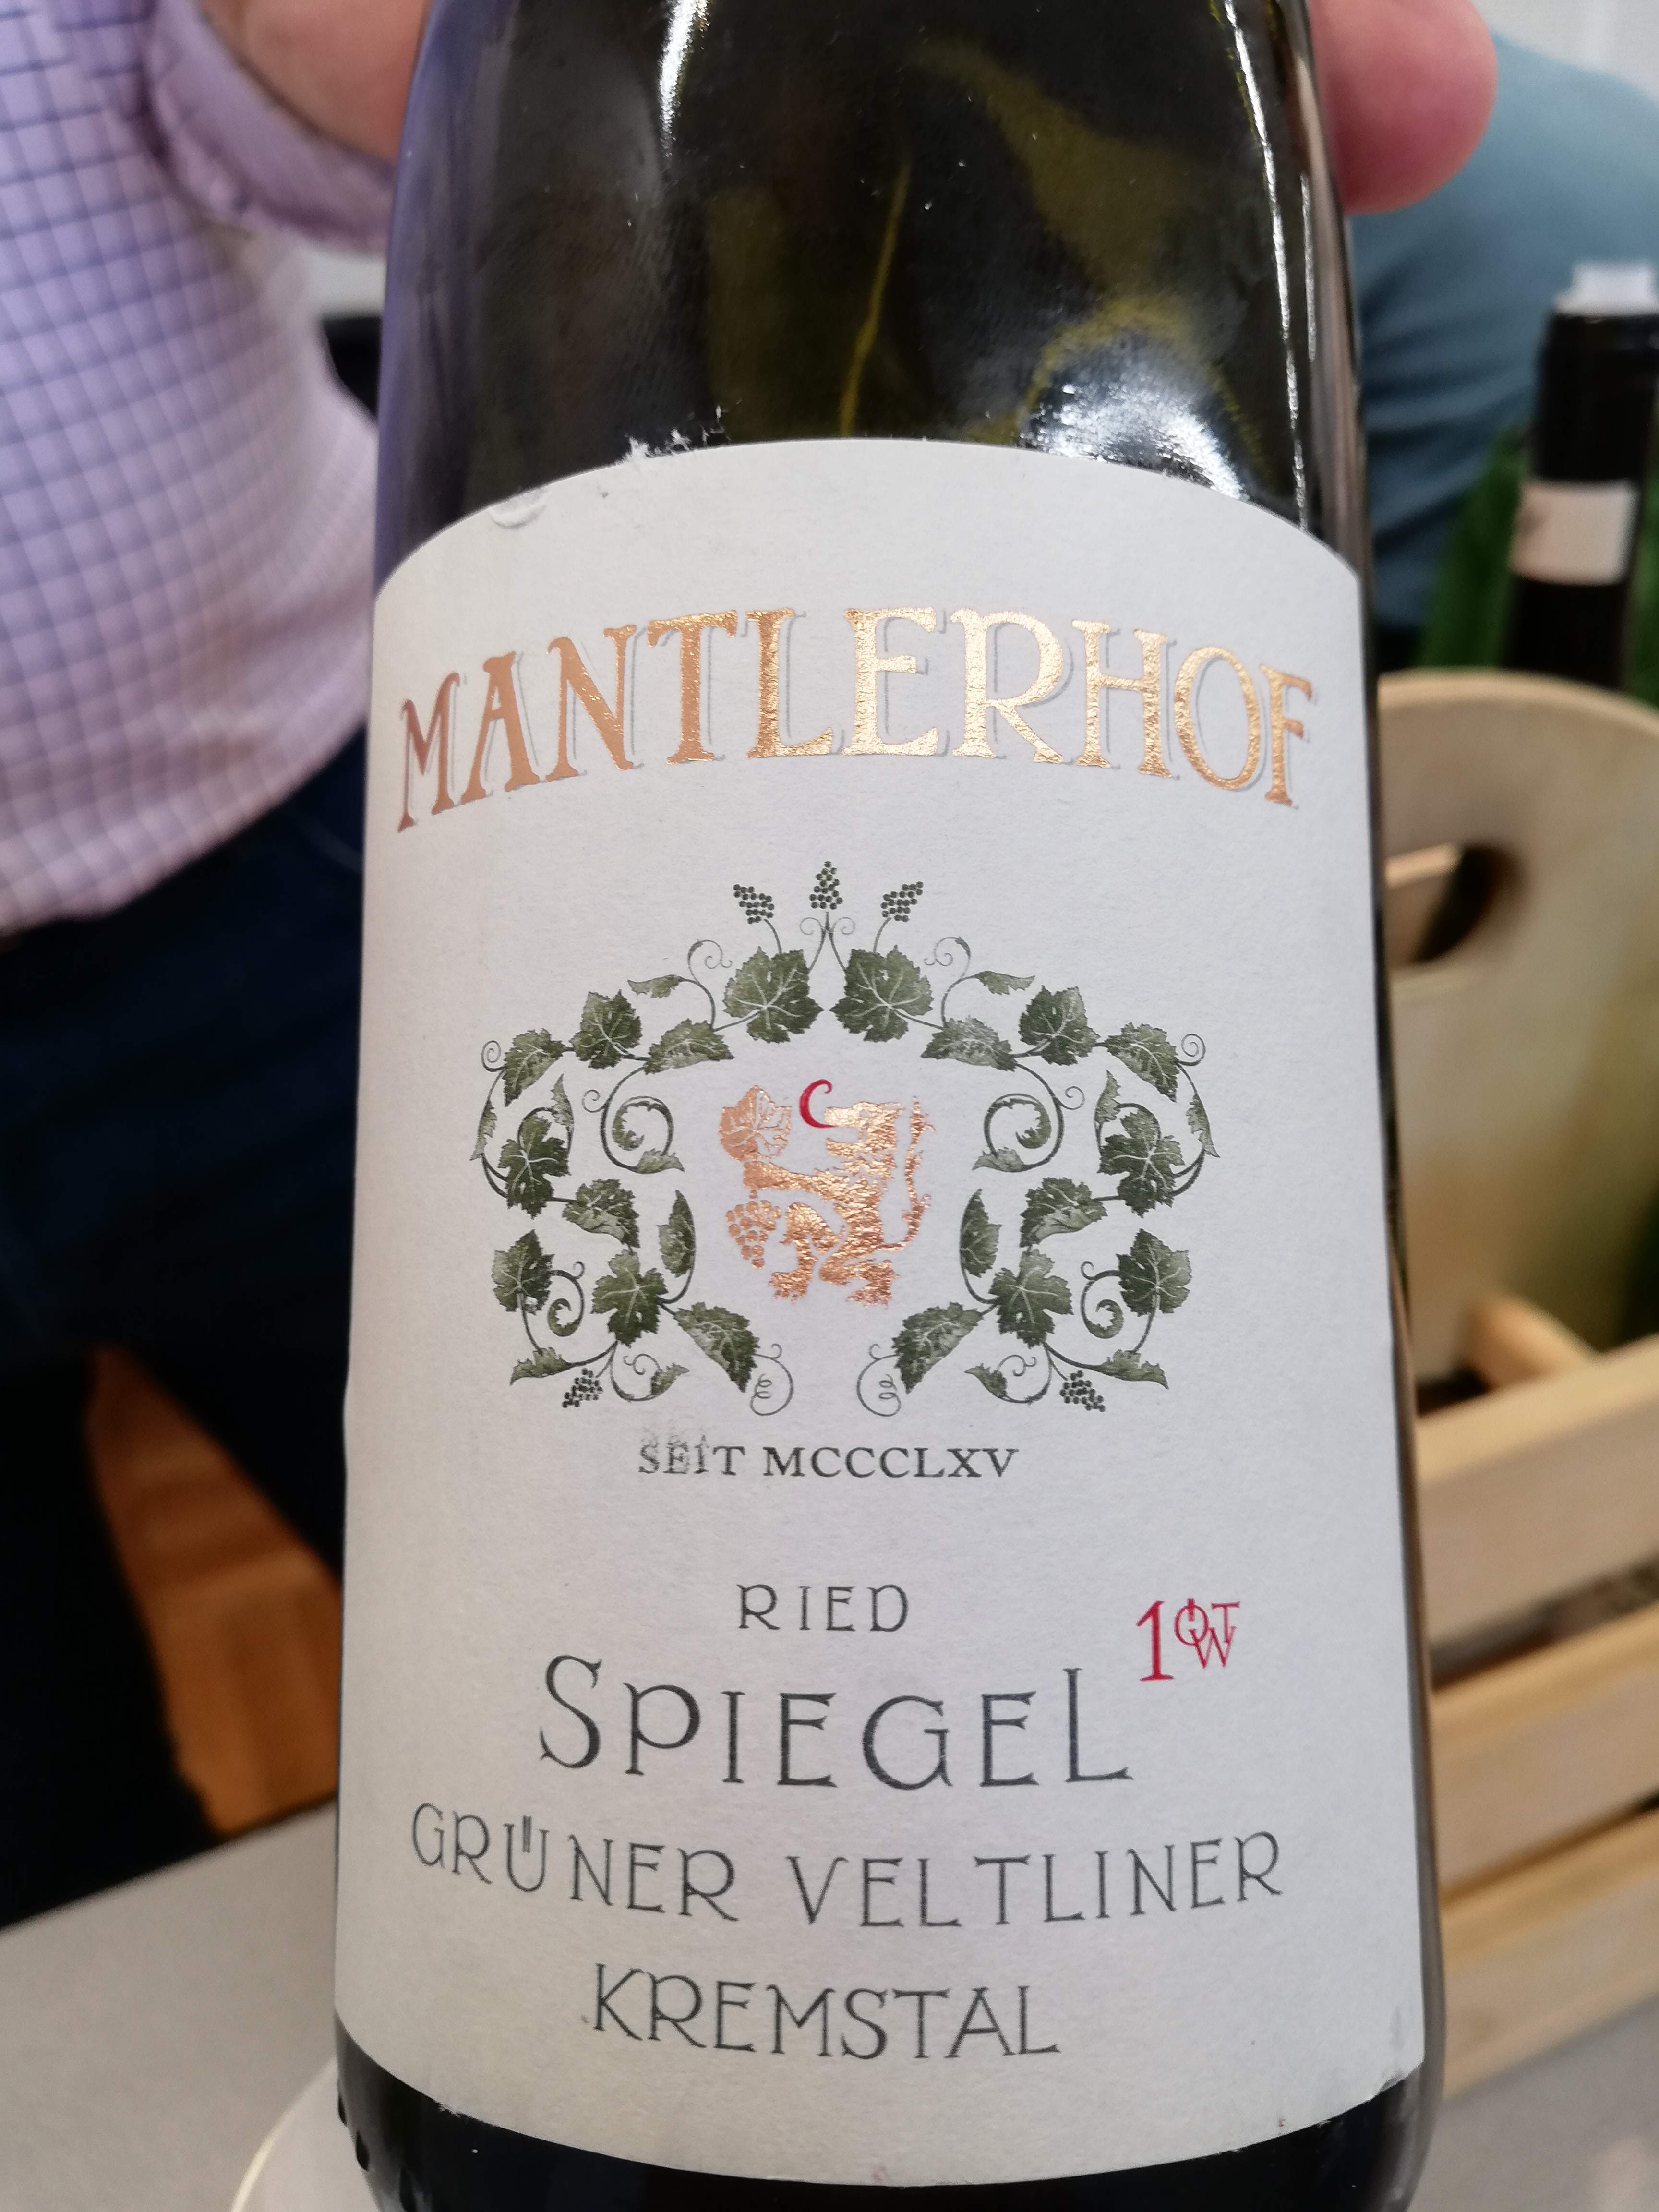 MANTLERHOF
SEIT MCCCLXV
RIED
SPIEGEL 1ÖTW
GRÜNER VELTLINER
KREMSTAL